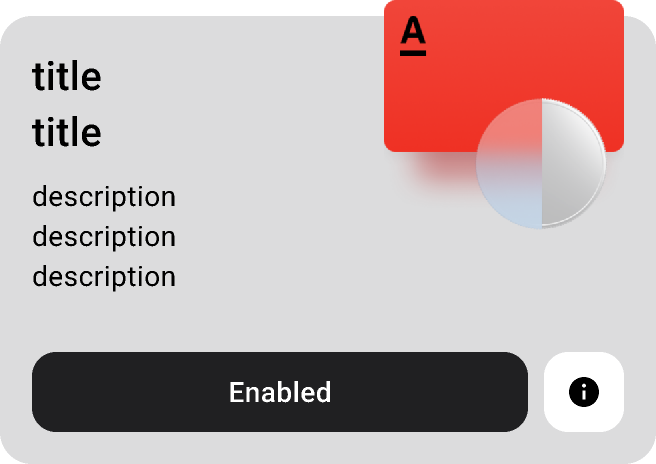 A
title
title
description
description
description
Enabled